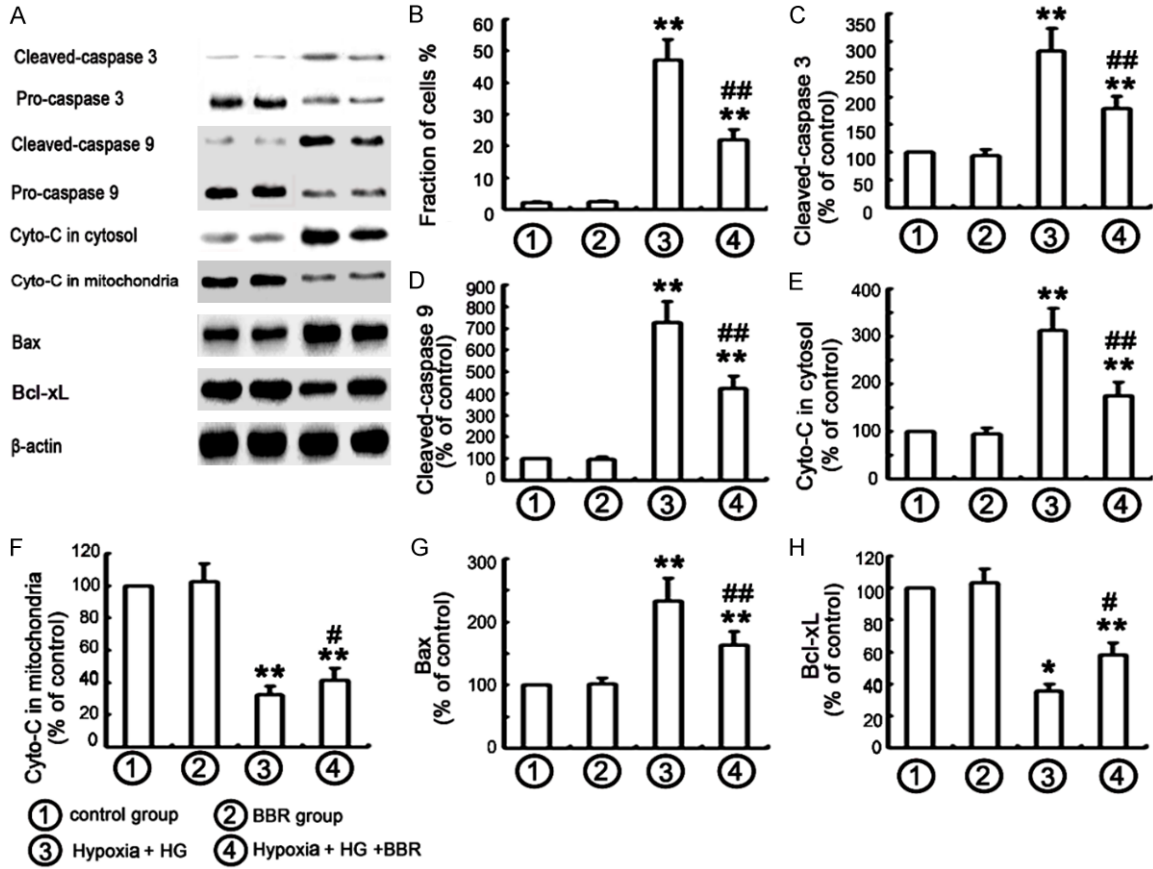 A
Cleaved-caspase 3
Pro-caspase 3
Cleaved-caspase 9
Pro-caspase 9
Cyto-C in cytosol
Cyto-C in mitochondria
Bax
Bcl-xL
β-actin
B
Fraction of cells %
60
50
40
30
20
10
0
**
##
**
1 2 3 4
C
Cleaved-caspase 3
(% of control)
350
300
250
200
150
100
50
0
**
##
**
1 2 3 4
D
Cleaved-caspase 9
(% of control)
900
800
700
600
500
400
300
200
100
0
**
##
**
1 2 3 4
E
Cyto-C in cytosol
(% of control)
400
300
200
100
0
**
##
**
1 2 3 4
F
Cyto-C in mitochondria
(% of control)
120
100
80
60
40
20
0
**
#
**
1 2 3 4
G
Bax
(% of control)
300
200
100
0
**
##
**
1 2 3 4
H
Bcl-xL
(% of control)
120
100
80
60
40
20
0
*
#
**
1 2 3 4
1 control group 2 BBR group
3 Hypoxia + HG 4 Hypoxia + HG +BBR